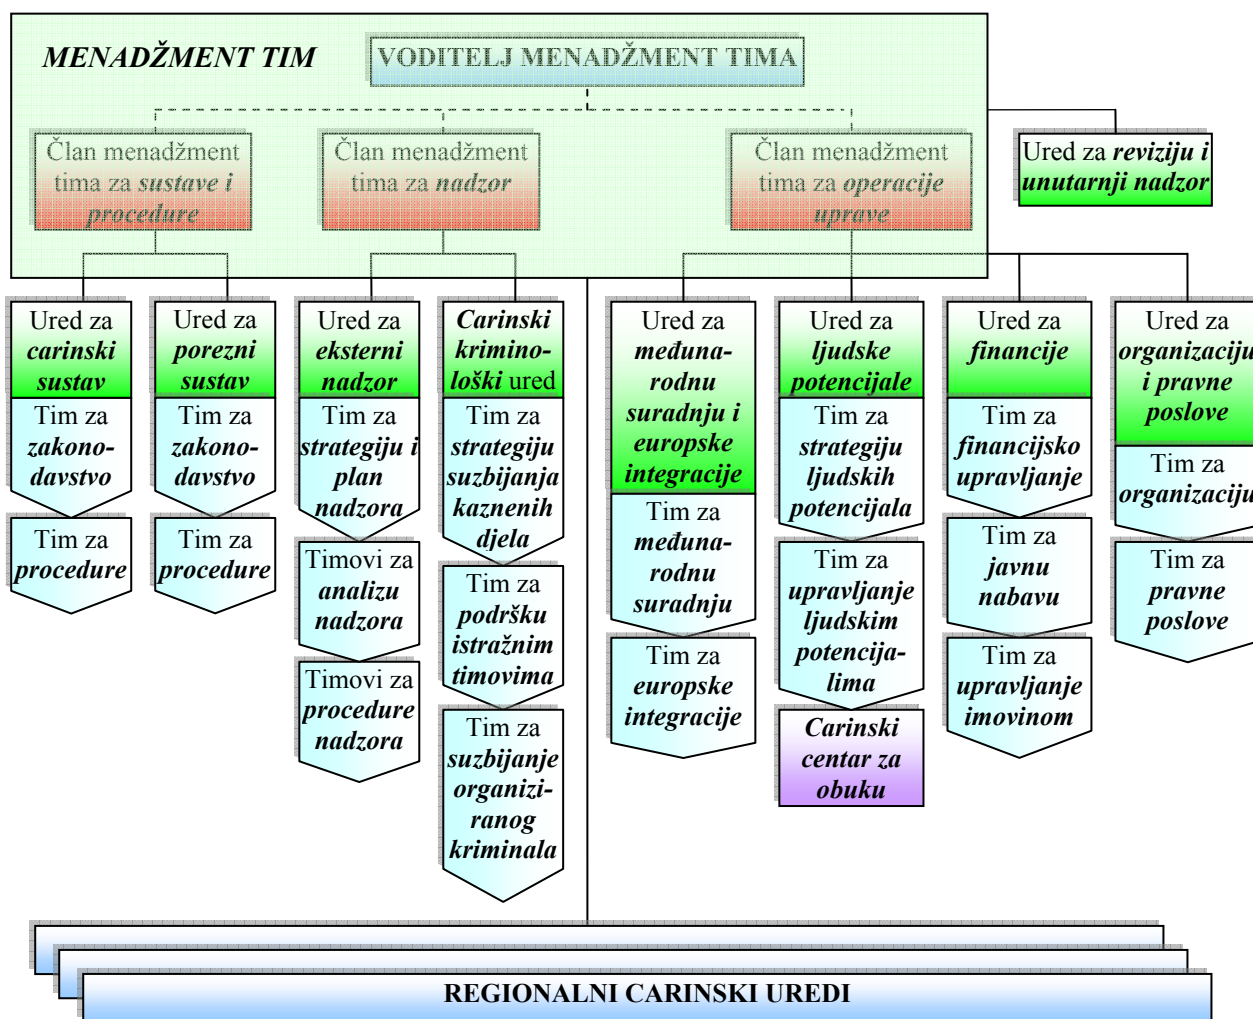 MENADŽMENT TIM
VODITELJ MENADŽMENT TIMA
Član menadžment
tima za sustave i
procedure
Član menadžment
tima za nadzor
Član menadžment
tima za operacije
uprave
Ured za reviziju i
unutarnji nadzor
Ured za
carinski
sustav
Tim za
zakono-
davstvo
Tim za
procedure
Ured za
porezni
sustav
Tim za
zakono-
davstvo
Tim za
procedure
Ured za
eksterni
nadzor
Tim za
strategiju i
plan
nadzora
Timovi za
analizu
nadzora
Timovi za
procedure
nadzora
Carinski
krimino-
loški ured
Tim za
strategiju
suzbijanja
kaznenih
djela
Tim za
podršku
istražnim
timovima
Tim za
suzbijanje
organizi-
ranog
kriminala
Ured za
međuna-
rodnu
suradnju i
europske
integracije
Tim za
međuna-
rodnu
suradnju
Tim za
europske
integracije
Ured za
ljudske
potencijale
Tim za
strategiju
ljudskih
potencijala
Tim za
upravljanje
ljudskim
potencija-
lima
Carinski
centar za
obuku
Ured za
financije
Tim za
financijsko
upravljanje
Tim za
javnu
nabavu
Tim za
upravljanje
imovinom
Ured za
organizaciju
i pravne
poslove
Tim za
organizaciju
Tim za
pravne
poslove
REGIONALNI CARINSKI UREDI